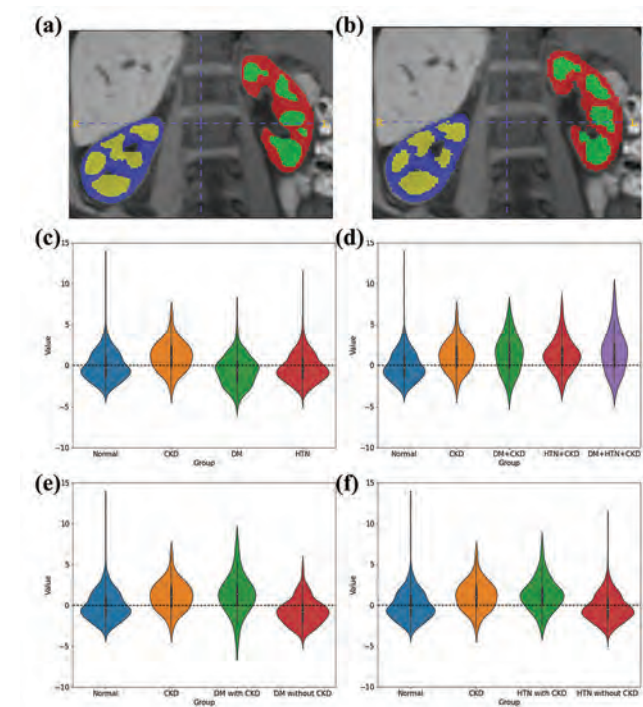 (a)
(b)
(c)
15
10
5
0
−5
−10
Value
Normal CKD DM HTN
Group
(d)
15
10
5
0
−5
−10
Value
Normal CKD DM+CKD HTN+CKD DM+HTN+CKD
Group
(e)
15
10
5
0
−5
−10
Value
Normal CKD DM with CKD DM without CKD
Group
(f)
15
10
5
0
−5
−10
Value
Normal CKD HTN with CKD HTN without CKD
Group